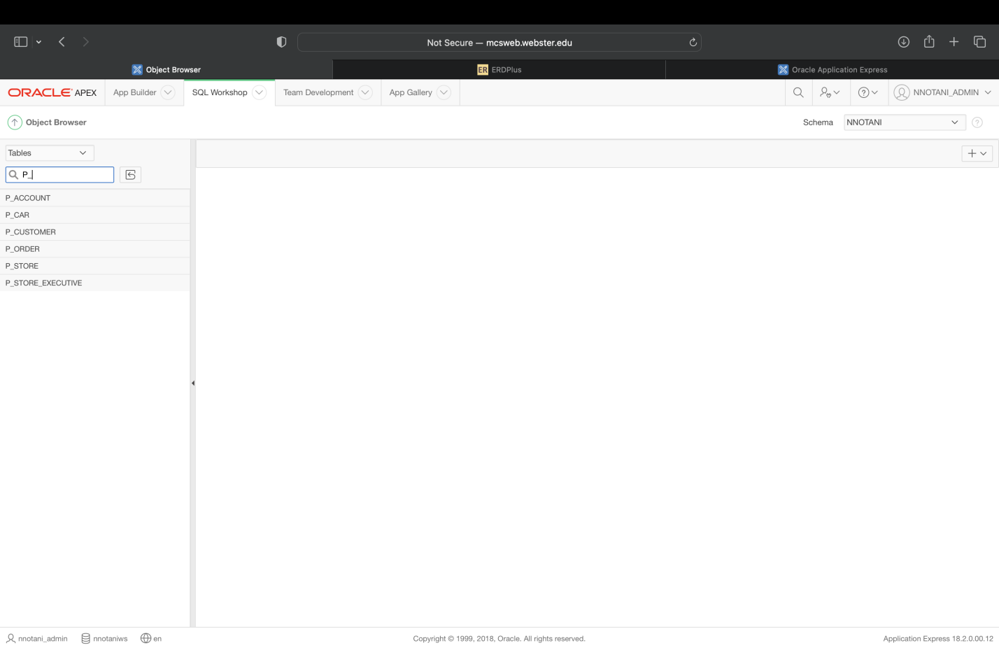 Not Secure — mcsweb.webster.edu
Object Browser
ER ERDPlus
Oracle Application Express
ORACLE APEX
App Builder
SQL Workshop
Team Development
App Gallery
NNOTANI_ADMIN
Object Browser
Schema
NNOTANI
Tables
P_
P_ACCOUNT
P_CAR
P_CUSTOMER
P_ORDER
P_STORE
P_STORE_EXECUTIVE
nnotani_admin
nnotaniws
en
Copyright © 1999, 2018, Oracle. All rights reserved.
Application Express 18.2.0.00.12